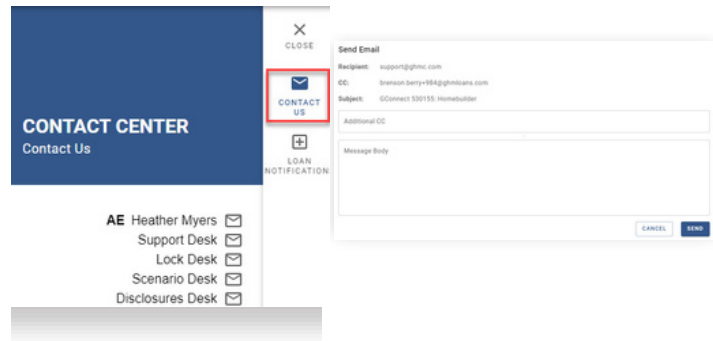 CLOSE
CONTACT
US
LOAN
NOTIFICATION
CONTACT CENTER
Contact Us
AE Heather Myers
Support Desk
Lock Desk
Scenario Desk
Disclosures Desk
Send Email
Recipient: support@ghmc.com
CC: brenson.berry+984@ghmloans.com
Subject: GConnect 530155: Homebuilder
Additional CC
Message Body
CANCEL
SEND